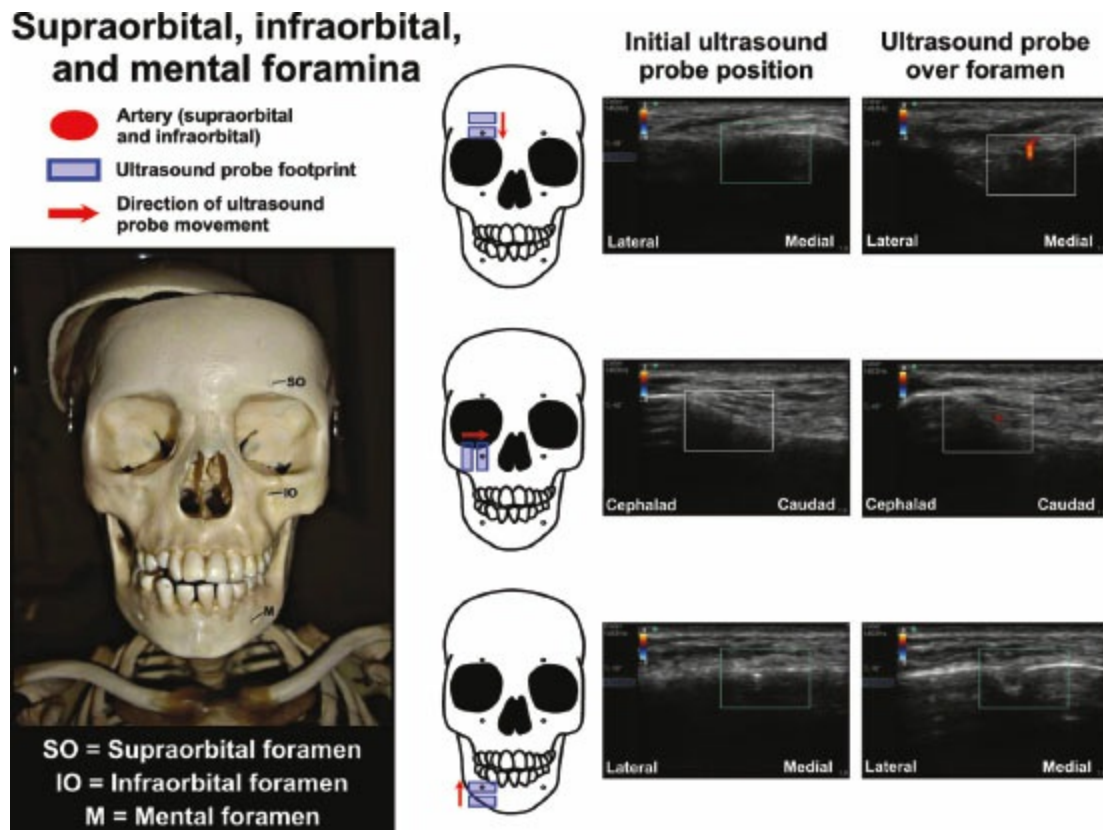 Supraorbital, infraorbital,
and mental foramina
Artery (supraorbital
and infraorbital)
Ultrasound probe footprint
Direction of ultrasound
probe movement
SO
IO
M
SO = Supraorbital foramen
IO = Infraorbital foramen
M = Mental foramen
Initial ultrasound
probe position
Ultrasound probe
over foramen
Lateral Medial
Lateral Medial
Cephalad Caudad
Cephalad Caudad
Lateral Medial
Lateral Medial